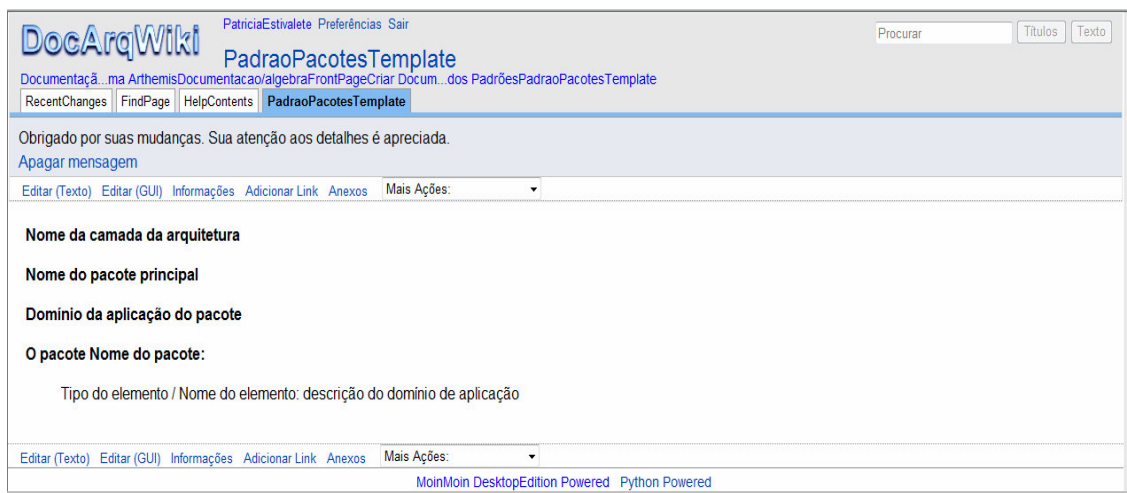 DocArqWiki
PatriciaEstivalete Preferências Sair
Procurar Títulos Texto
PadraoPacotesTemplate
Documentaçã...ma ArthemisDocumentacao/algebraFrontPageCriar Docum...dos PadrõesPadraoPacotesTemplate
RecentChanges FindPage HelpContents PadraoPacotesTemplate
Obrigado por suas mudanças. Sua atenção aos detalhes é apreciada.
Apagar mensagem
Editar (Texto) Editar (GUI) Informações Adicionar Link Anexos Mais Ações:
Nome da camada da arquitetura
Nome do pacote principal
Domínio da aplicação do pacote
O pacote Nome do pacote:
Tipo do elemento / Nome do elemento: descrição do domínio de aplicação
Editar (Texto) Editar (GUI) Informações Adicionar Link Anexos Mais Ações:
MoinMoin DesktopEdition Powered Python Powered